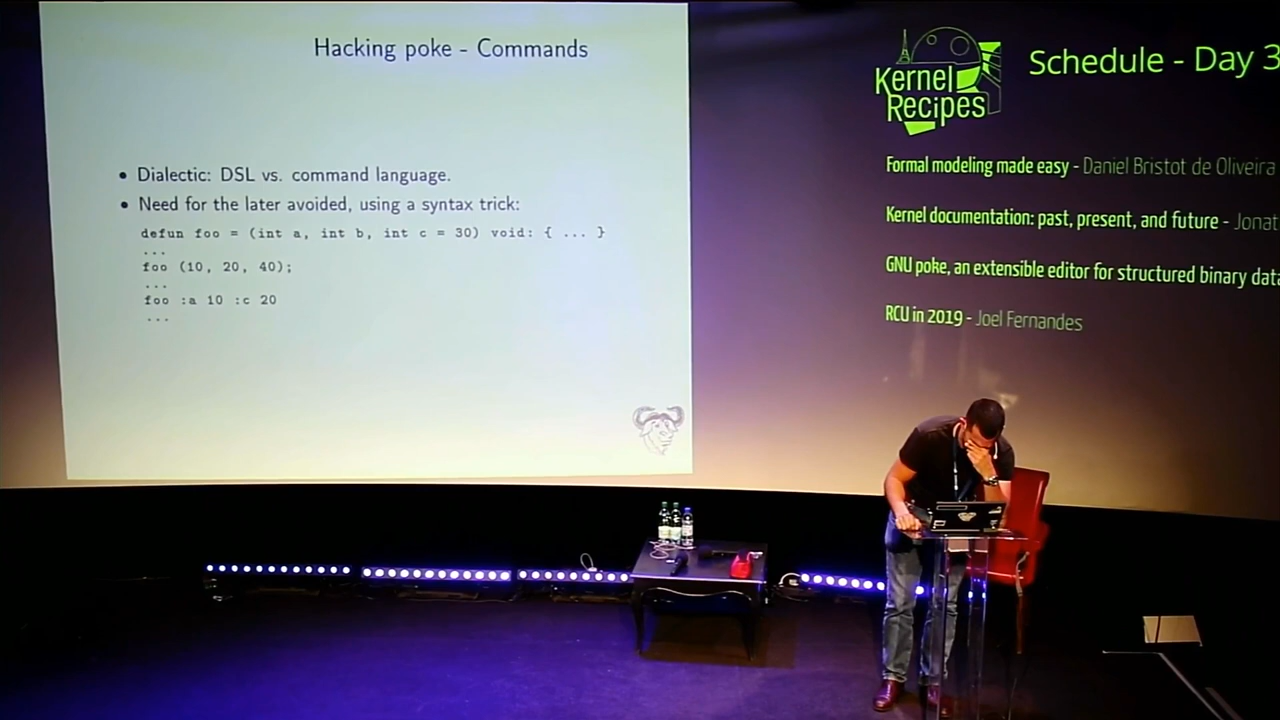 Hacking poke - Commands
• Dialectic: DSL vs. command language.
• Need for the later avoided, using a syntax trick:
defun foo = (int a, int b, int c = 30) void: { ... }
...
foo (10, 20, 40);
...
foo :a 10 :c 20
...
Kernel
Recipes
Schedule - Day 3
Formal modeling made easy - Daniel Bristot de Oliveira
Kernel documentation: past, present, and future - Jonat
GNU poke, an extensible editor for structured binary data
RCU in 2019 - Joel Fernandes